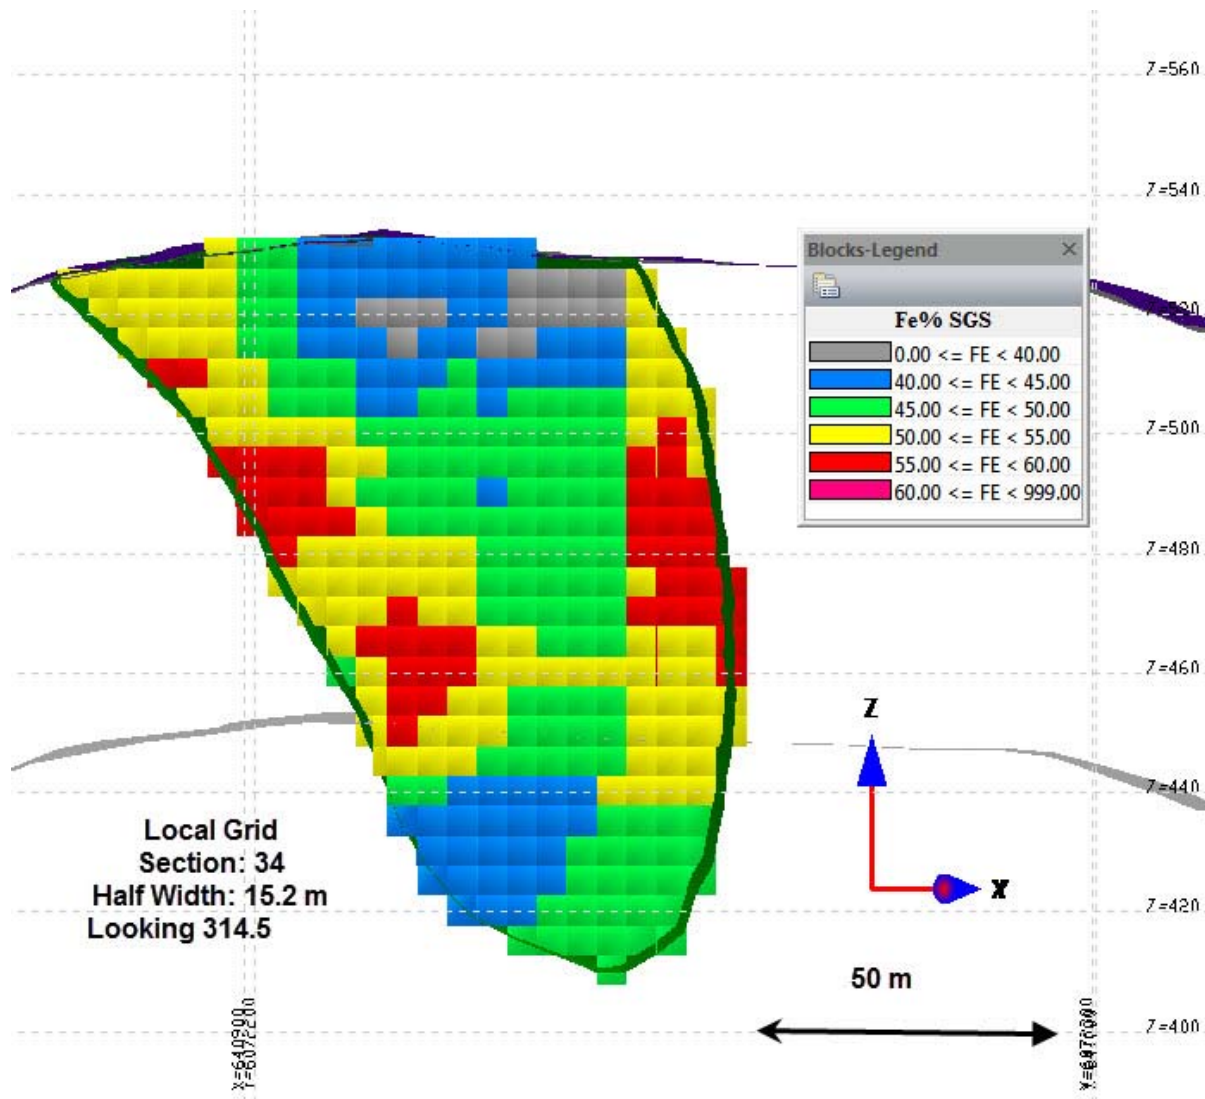 Z=560
Z=540
Blocks-Legend
Fe% SGS
0.00 <= FE < 40.00
40.00 <= FE < 45.00
45.00 <= FE < 50.00
50.00 <= FE < 55.00
55.00 <= FE < 60.00
60.00 <= FE < 999.00
Z=500
Z=480
Z=460
Z
Z=440
Local Grid
Section: 34
Half Width: 15.2 m
Looking 314.5
Z=420
50 m
Z=400